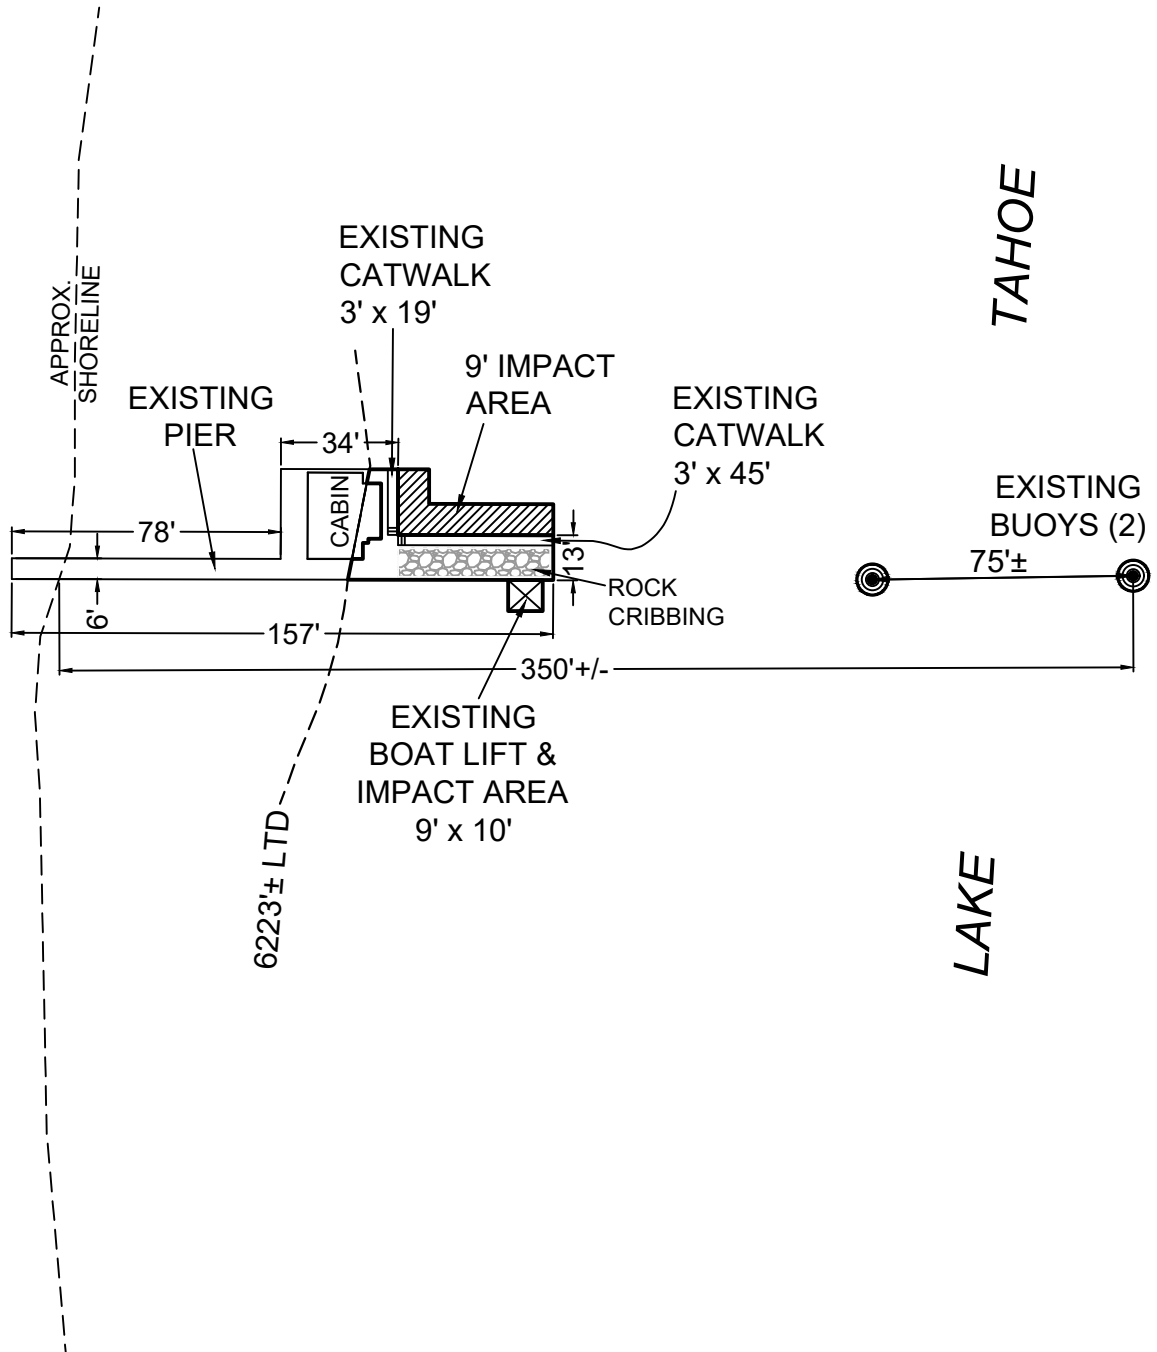 TAHOE
EXISTING
CATWALK
3' x 19'
APPROX.
SHORELINE
9' IMPACT
AREA
EXISTING
PIER
EXISTING
CATWALK
3' x 45'
34'
CABIN
EXISTING
BUOYS (2)
78'
13'
75'±
ROCK
CRIBBING
6'
157'
350'+/-
EXISTING
BOAT LIFT &
IMPACT AREA
9' x 10'
6223'± LTD
LAKE